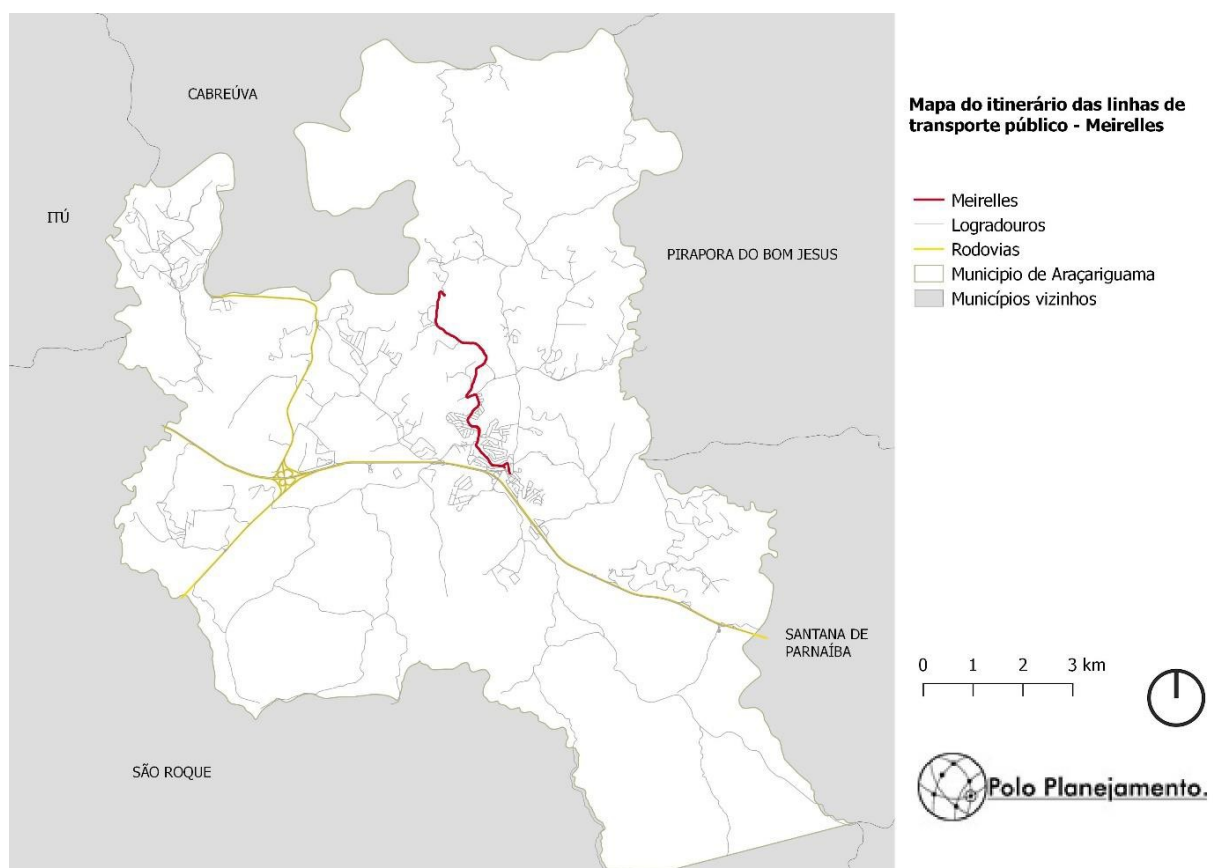 CABREÚVA
ITÚ
PIRAPORA DO BOM JESUS
SANTANA DE
PARNAÍBA
SÃO ROQUE
Mapa do itinerário das linhas de
transporte público - Meirelles
Meirelles
Logradouros
Rodovias
Municipio de Araçariguama
Municípios vizinhos
0 1 2 3 km
Polo Planejamento.